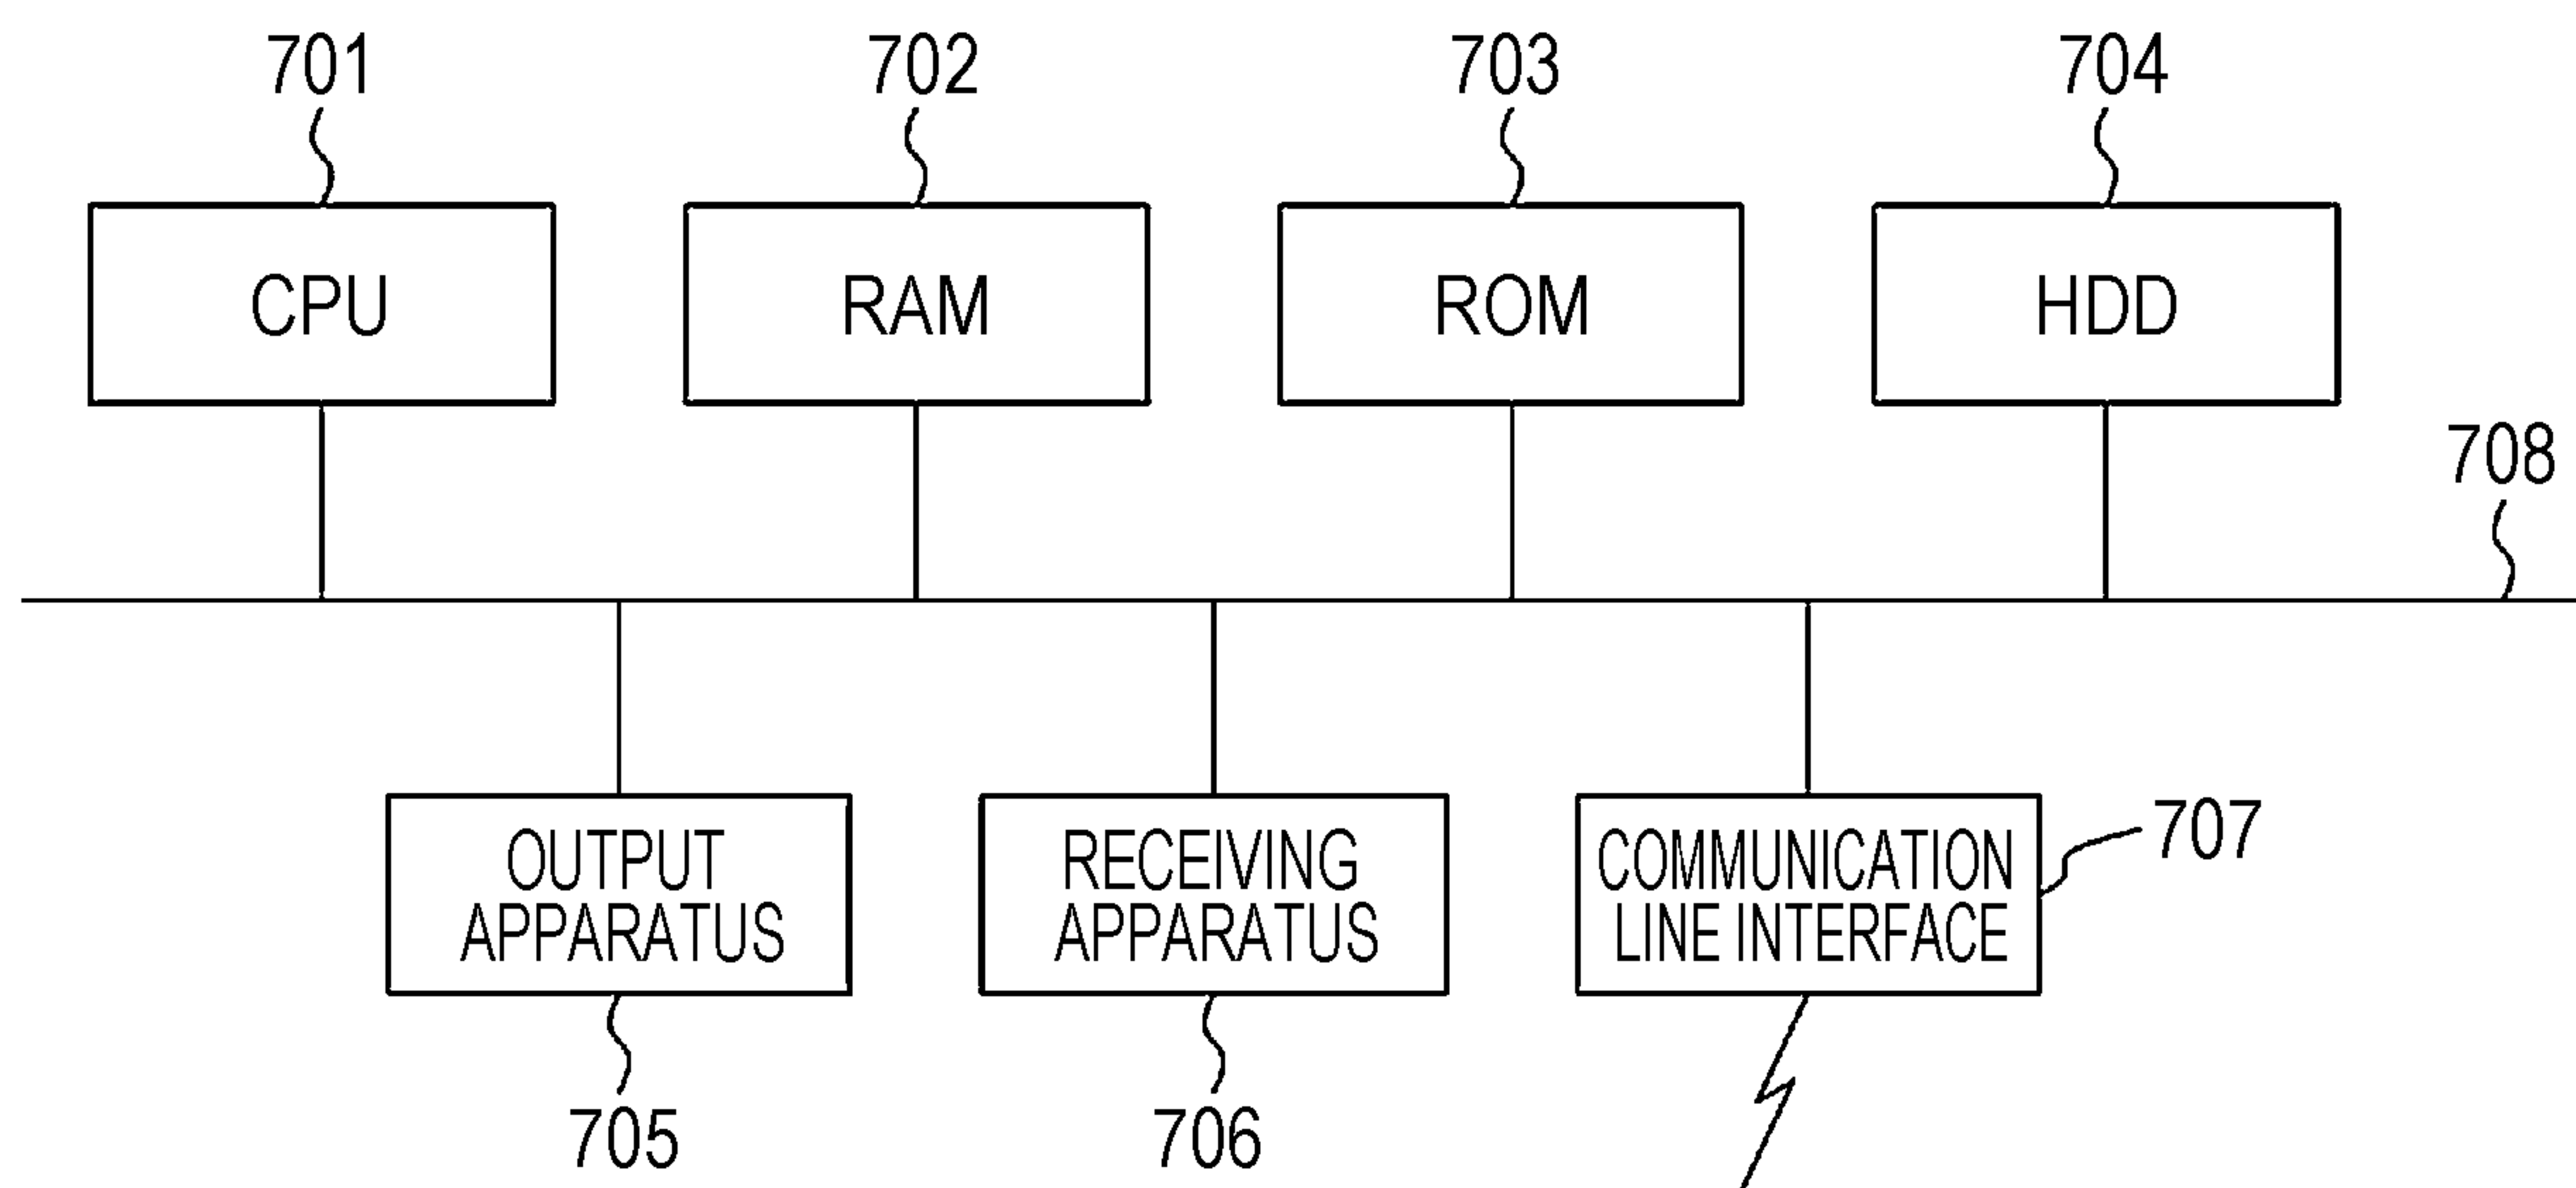 701
702
703
704
CPU
RAM
ROM
HDD
708
OUTPUT
APPARATUS
RECEIVING
APPARATUS
COMMUNICATION
LINE INTERFACE
707
705
706